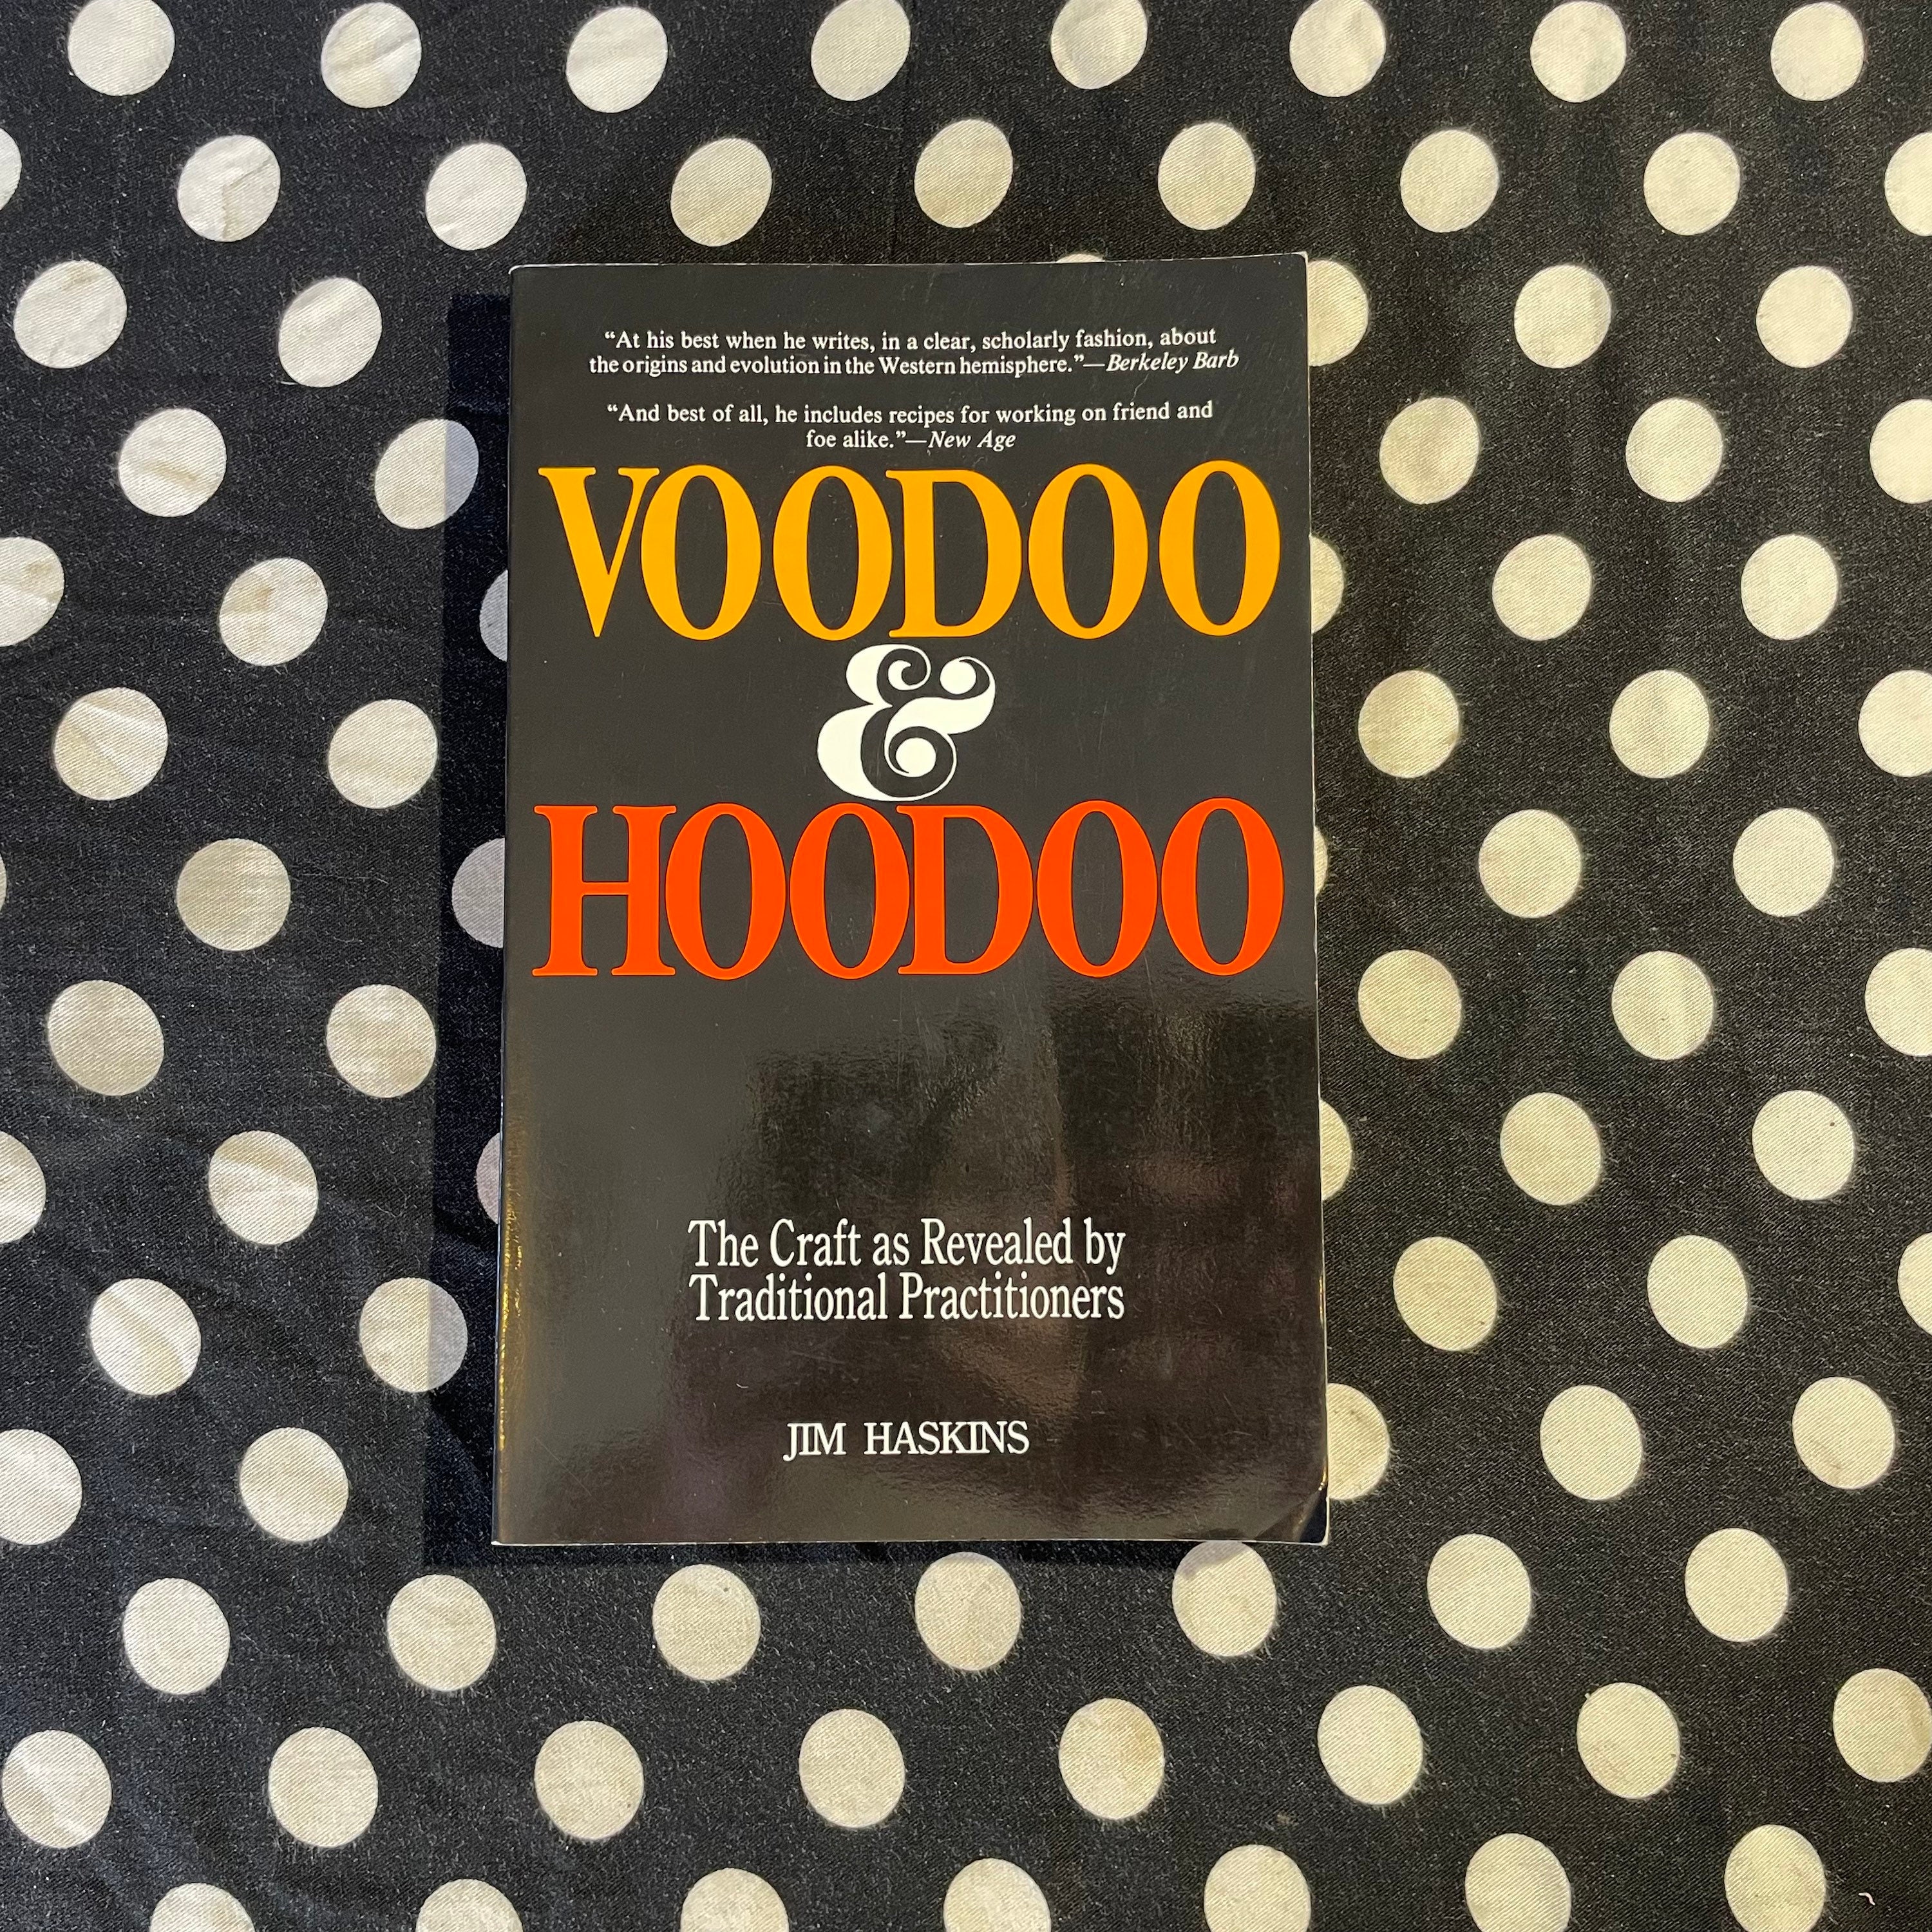 “At his best when he writes, in a clear, scholarly fashion, about
the origins and evolution in the Western hemisphere.”—Berkeley Barb
“And best of all, he includes recipes for working on friend and
foe alike.”—New Age
VOODOO
&
HOODOO
The Craft as Revealed by
Traditional Practitioners
JIM HASKINS